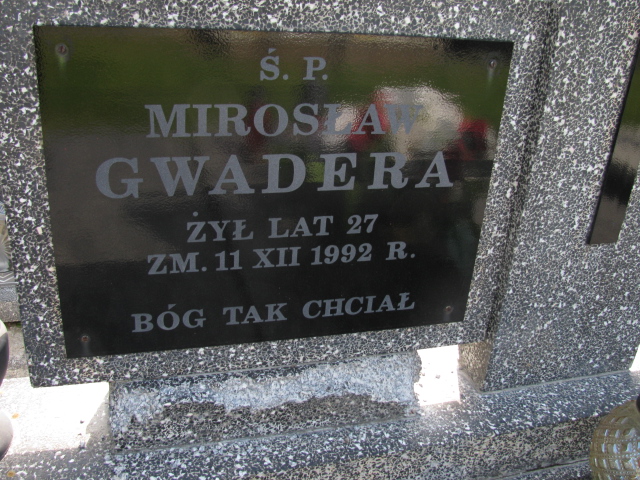 Ś. P.
MIROSŁAW
GWADERA
ŻYŁ LAT 27
ZM. 11 XII 1992 R.
BÓG TAK CHCIAŁ